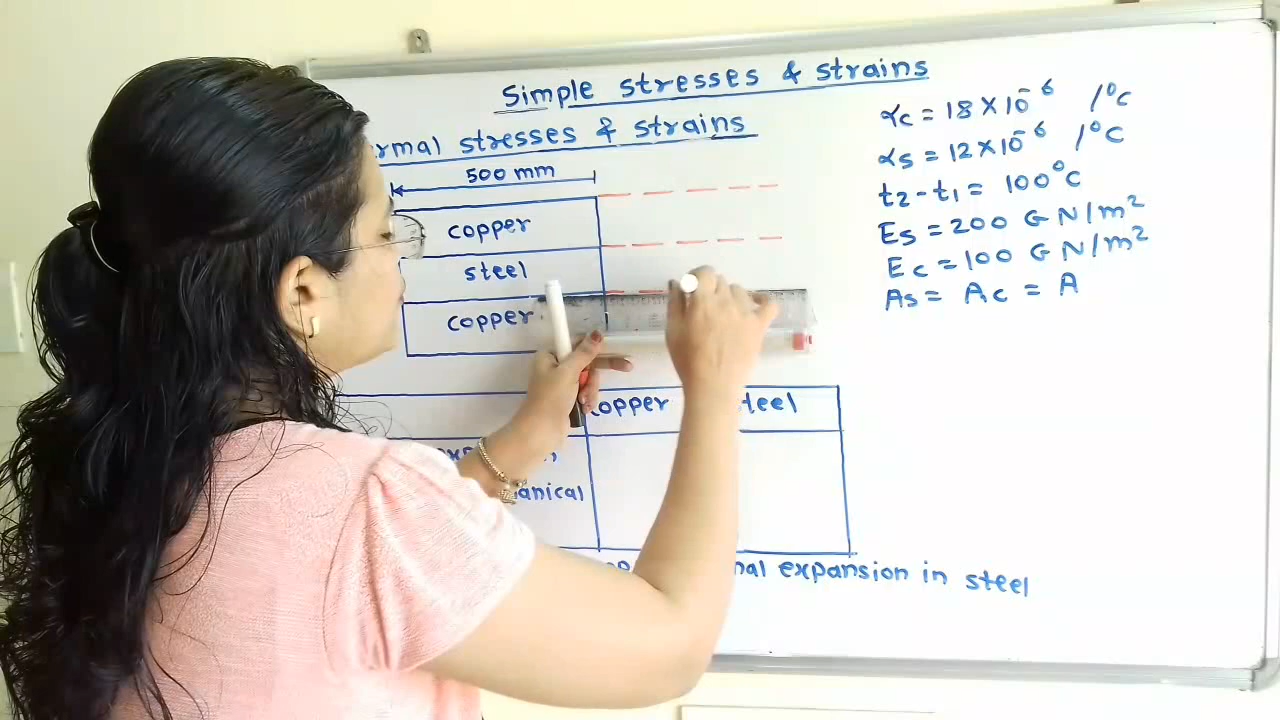 Simple stresses & strains
rmal stresses & strains
500 mm
copper
steel
copper
αc = 18 × 10⁻⁶ /°C
αs = 12 × 10⁻⁶ /°C
t2 - t1 = 100°C
Es = 200 GN/m²
Ec = 100 GN/m²
As = Ac = A
copper teel
anical
nal expansion in steel